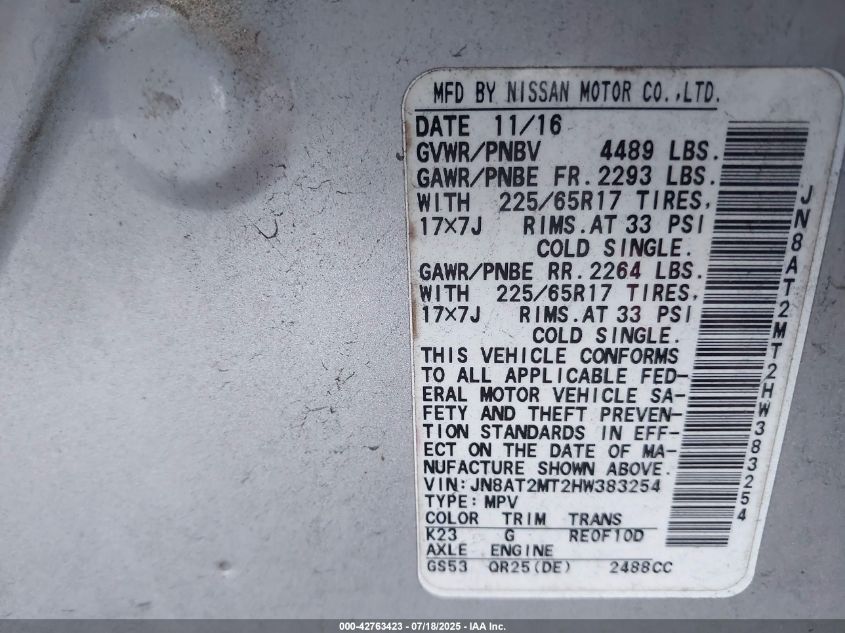 MFD BY NISSAN MOTOR CO.,LTD.
DATE 11/16
GVWR/PNBV 4489 LBS.
GAWR/PNBE FR. 2293 LBS.
WITH 225/65R17 TIRES,
17×7J RIMS.AT 33 PSI
COLD SINGLE.
GAWR/PNBE RR. 2264 LBS.
WITH 225/65R17 TIRES,
17×7J RIMS.AT 33 PSI
COLD SINGLE.
THIS VEHICLE CONFORMS
TO ALL APPLICABLE FED-
ERAL MOTOR VEHICLE SA-
FETY AND THEFT PREVEN-
TION STANDARDS IN EFF-
ECT ON THE DATE OF MA-
NUFACTURE SHOWN ABOVE.
VIN:JN8AT2MT2HW383254
TYPE:MPV
COLOR TRIM TRANS
K23 G RE0F10D
AXLE ENGINE
GS53 QR25(DE) 2488CC
JN8AT2MT2HW383254
000-42763423 - 07/18/2025 - IAA Inc.